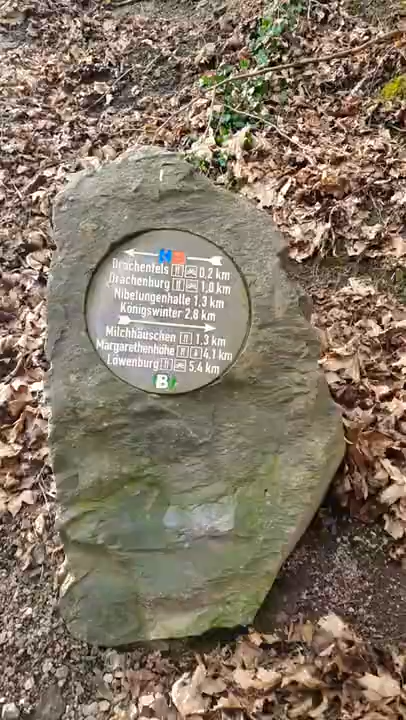 Drachenfels 0,2 km
Drachenburg 1,0 km
Nibelungenhalle 1,3 km
Königswinter 2,8 km
Milchhäuschen 1,3 km
Margarethenhöhe 4,1 km
Löwenburg 5,4 km
B